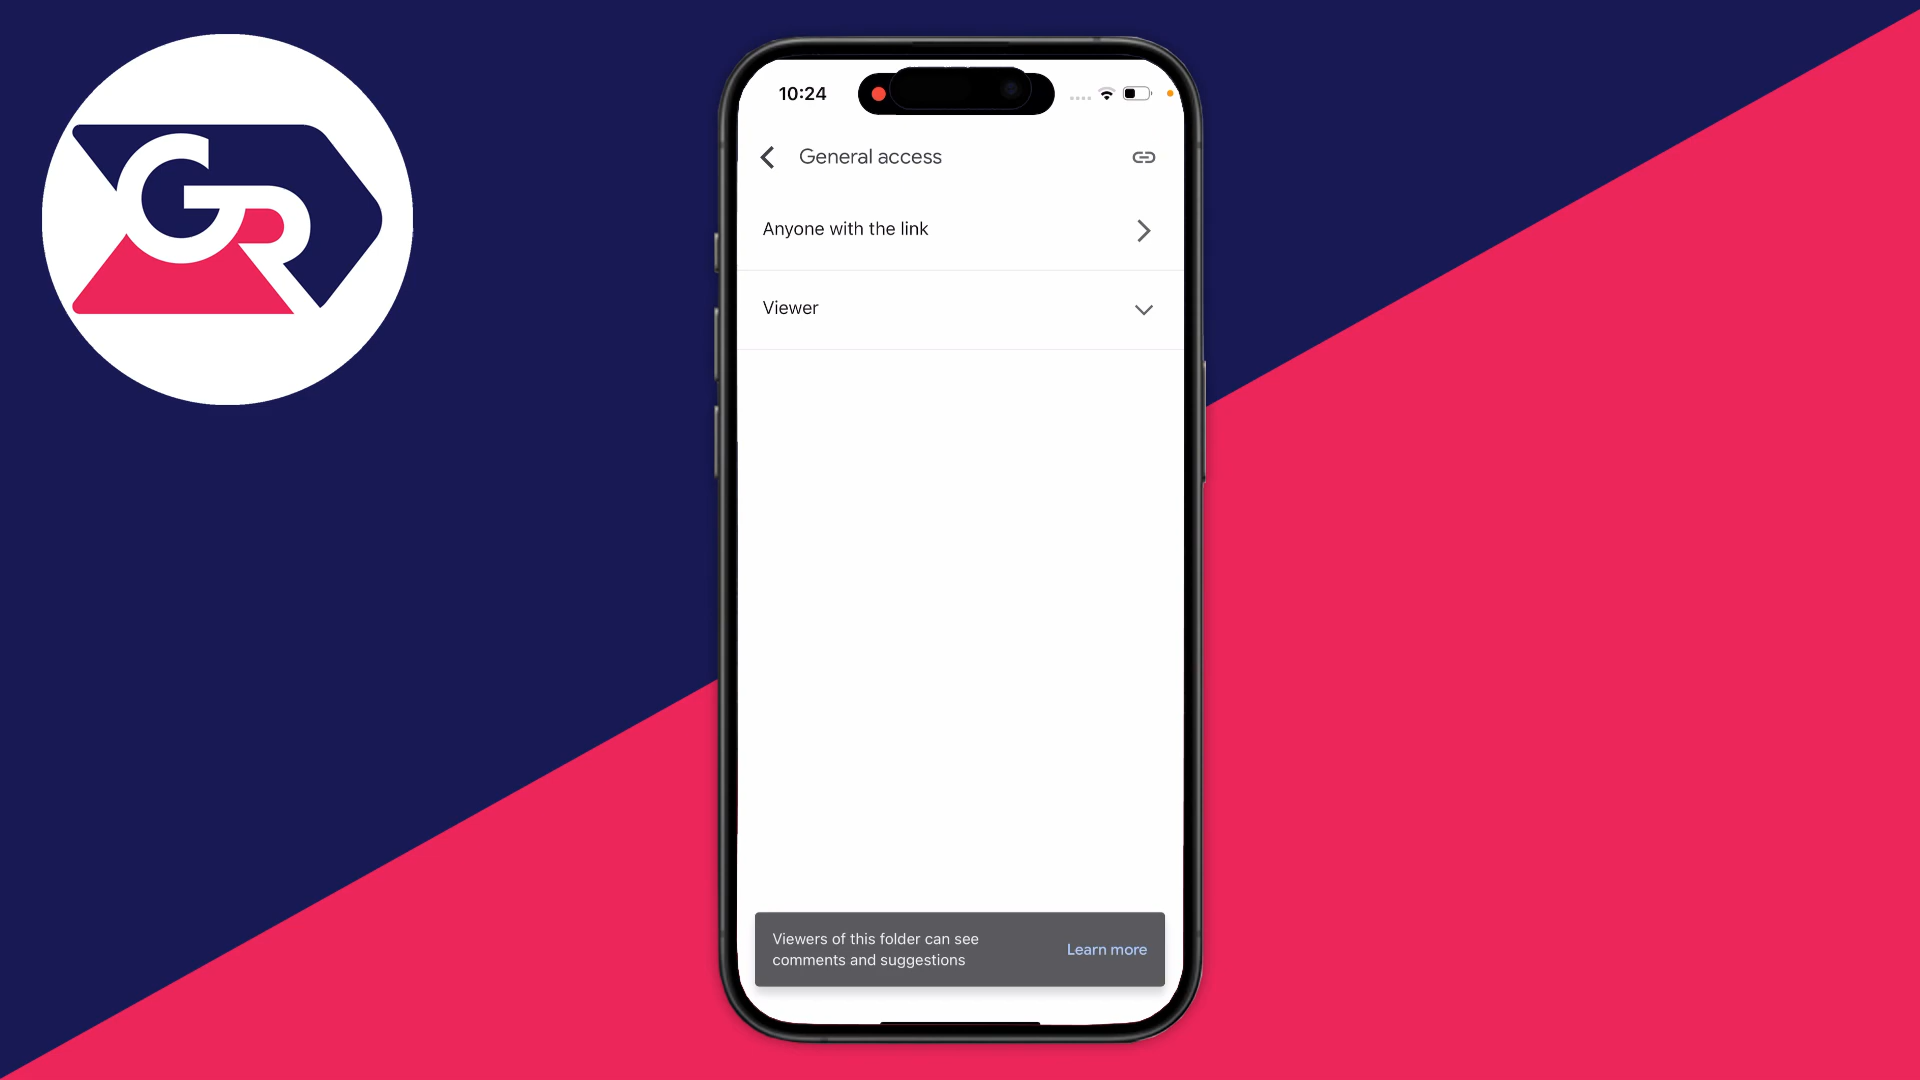 GR
10:24
General access
Anyone with the link
Viewer
Viewers of this folder can see
comments and suggestions
Learn more